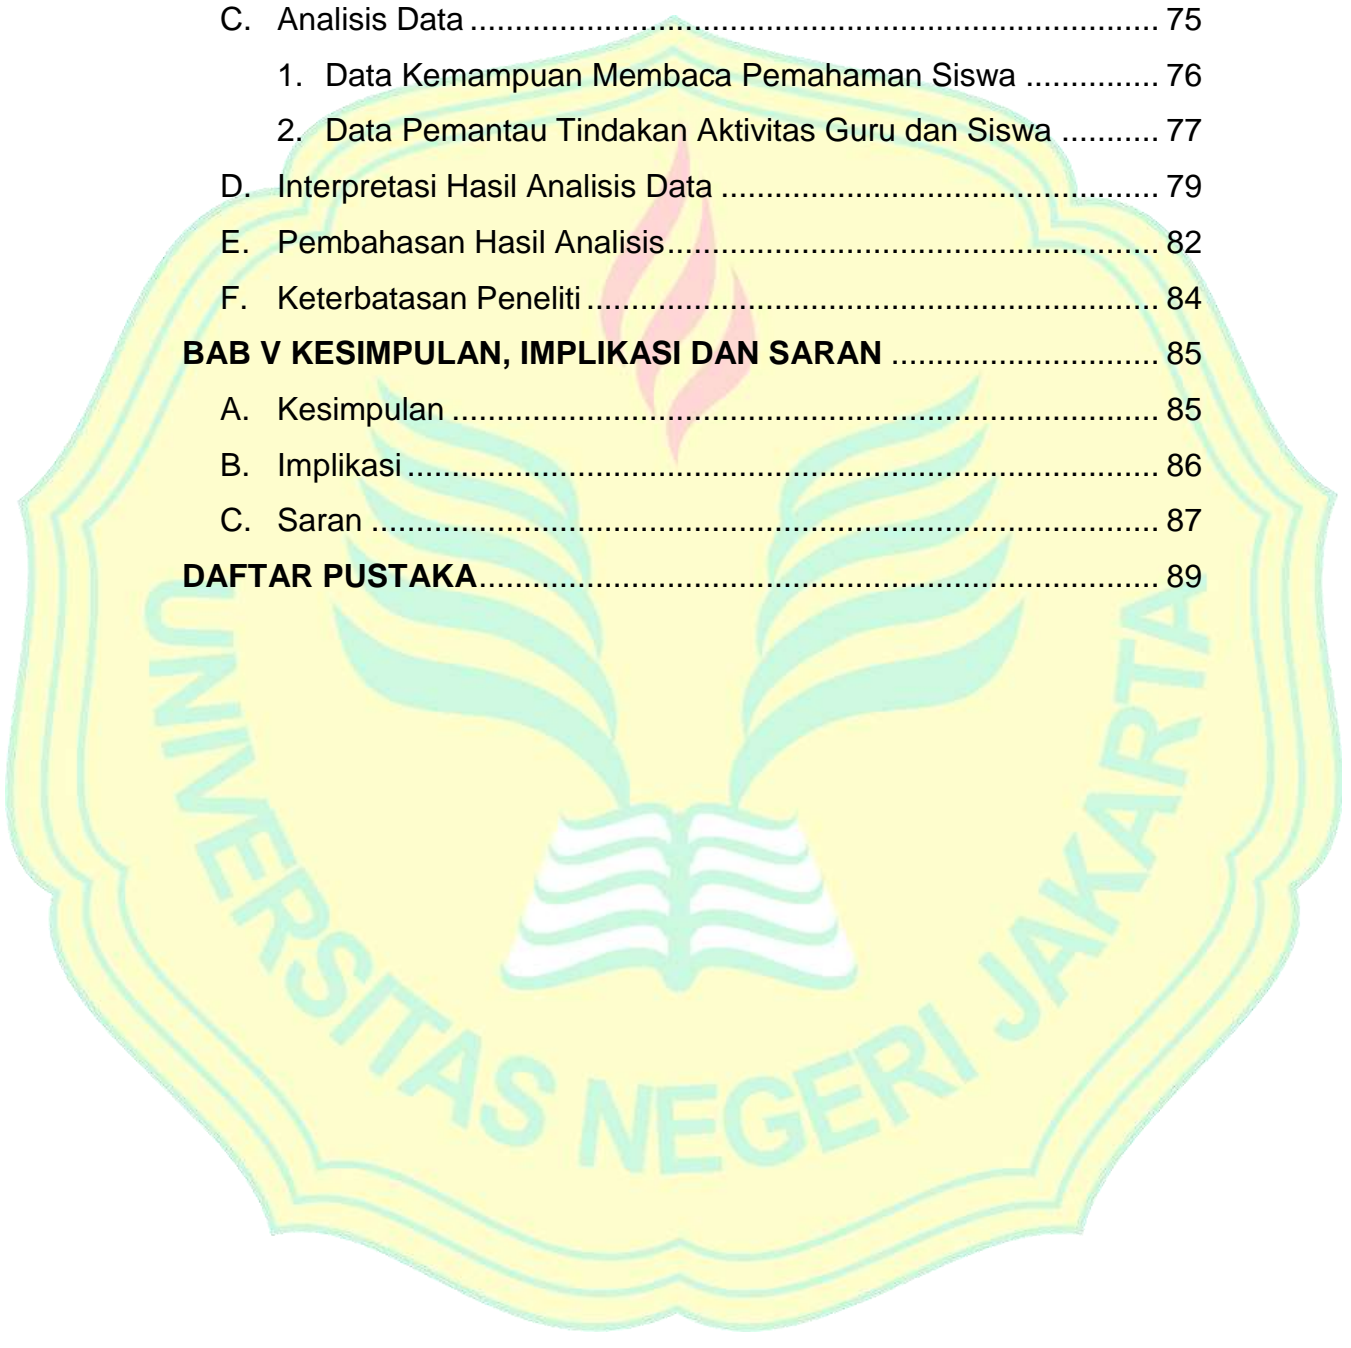 C. Analisis Data ........................................................................... 75
1. Data Kemampuan Membaca Pemahaman Siswa ............... 76
2. Data Pemantau Tindakan Aktivitas Guru dan Siswa ........... 77
D. Interpretasi Hasil Analisis Data ................................................ 79
E. Pembahasan Hasil Analisis...................................................... 82
F. Keterbatasan Peneliti ............................................................... 84
BAB V KESIMPULAN, IMPLIKASI DAN SARAN ............................. 85
A. Kesimpulan .............................................................................. 85
B. Implikasi ................................................................................... 86
C. Saran ....................................................................................... 87
DAFTAR PUSTAKA........................................................................... 89
UNIVERSITAS NEGERI JAKARTA